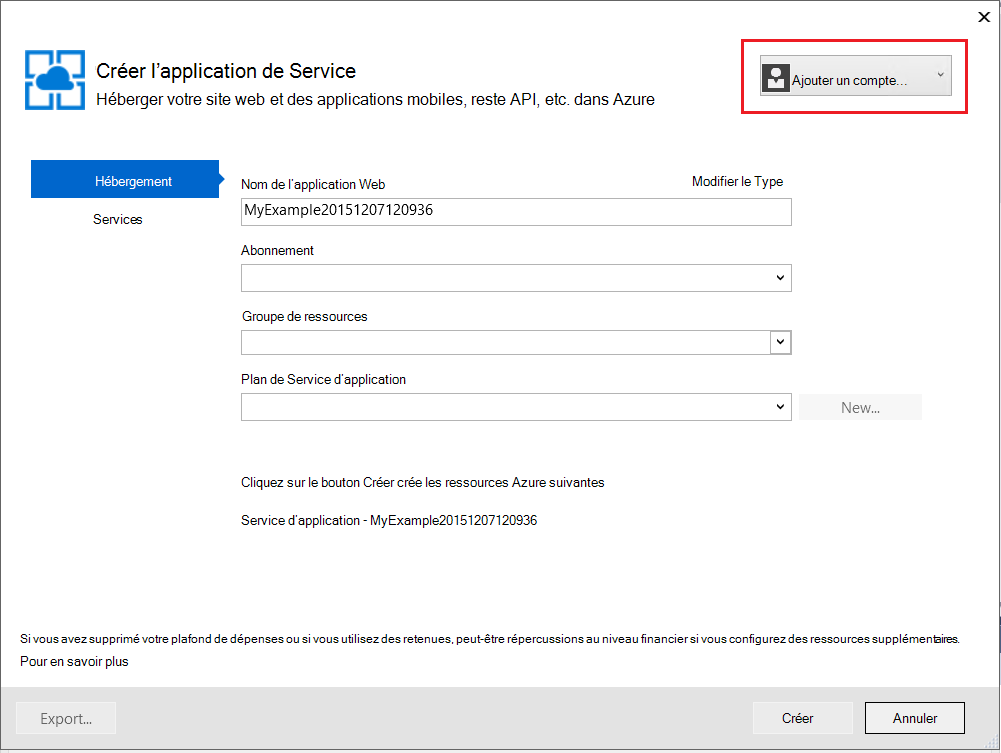 Créer l'application de Service
Héberger votre site web et des applications mobiles, reste API, etc. dans Azure
Ajouter un compte...
Hébergement
Services
Nom de l'application Web
Modifier le Type
MyExample20151207120936
Abonnement
Groupe de ressources
Plan de Service d'application
New...
Cliquez sur le bouton Créer crée les ressources Azure suivantes
Service d'application - MyExample20151207120936
Si vous avez supprimé votre plafond de dépenses ou si vous utilisez des retenues, peut-être répercussions au niveau financier si vous configurez des ressources supplémentaires.
Pour en savoir plus
Export...
Créer
Annuler